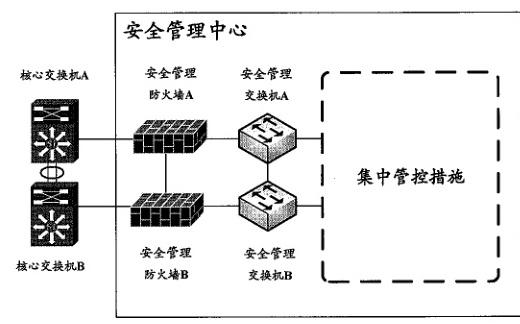 安全管理中心
核心交换机A
安全管理
防火墙A
安全管理
交换机A
集中管控措施
核心交换机B
安全管理
防火墙B
安全管理
交换机B